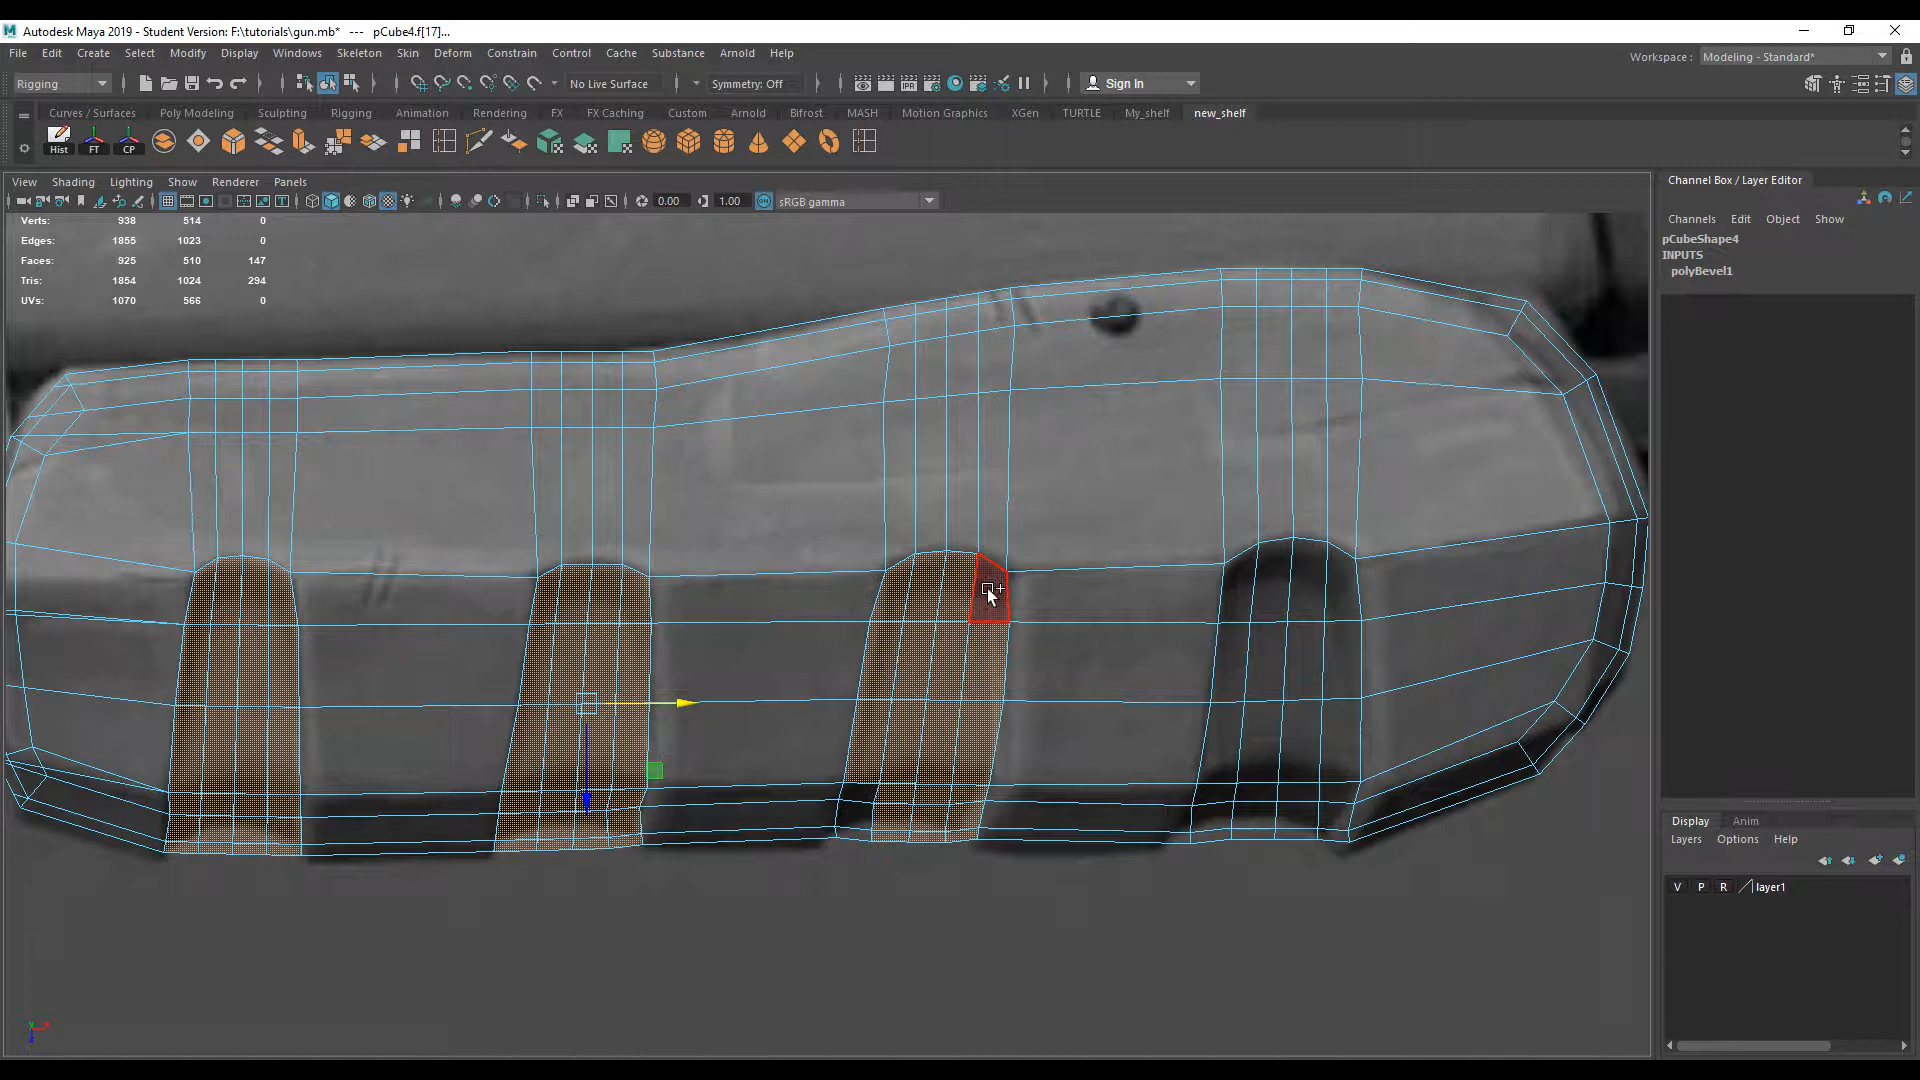 Autodesk Maya 2019 - Student Version: F:\tutorials\gun.mb*   ---   pCube4.f[17]...
File Edit Create Select Modify Display Windows Skeleton Skin Deform Constrain Control Cache Substance Arnold Help
Workspace : Modeling - Standard*
Rigging No Live Surface Symmetry: Off Sign In
Curves / Surfaces Poly Modeling Sculpting Rigging Animation Rendering FX FX Caching Custom Arnold Bifrost MASH Motion Graphics XGen TURTLE My_shelf new_shelf
Hist FT CP
View Shading Lighting Show Renderer Panels
IPR
0.00 1.00 ON sRGB gamma
Verts: 938 514 0
Edges: 1855 1023 0
Faces: 925 510 147
Tris: 1854 1024 294
UVs: 1070 566 0
Channel Box / Layer Editor
Channels Edit Object Show
pCubeShape4
INPUTS
polyBevel1
Display Anim
Layers Options Help
V P R layer1